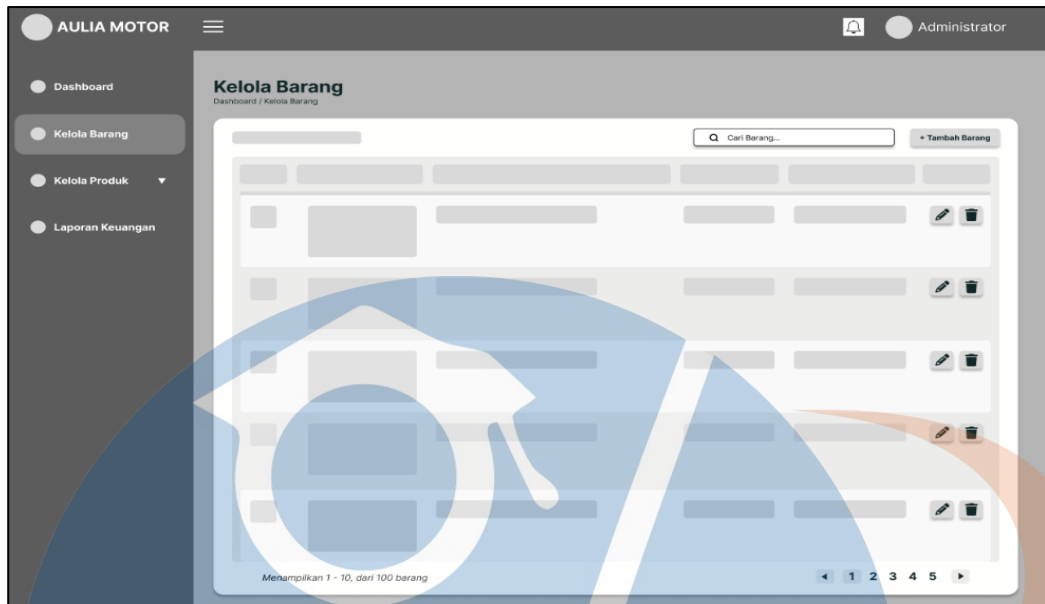 AULIA MOTOR
Administrator
Dashboard
Kelola Barang
Kelola Produk
Laporan Keuangan
Kelola Barang
Dashboard / Kelola Barang
Cari Barang...
+ Tambah Barang
Menampilkan 1 - 10, dari 100 barang
1 2 3 4 5